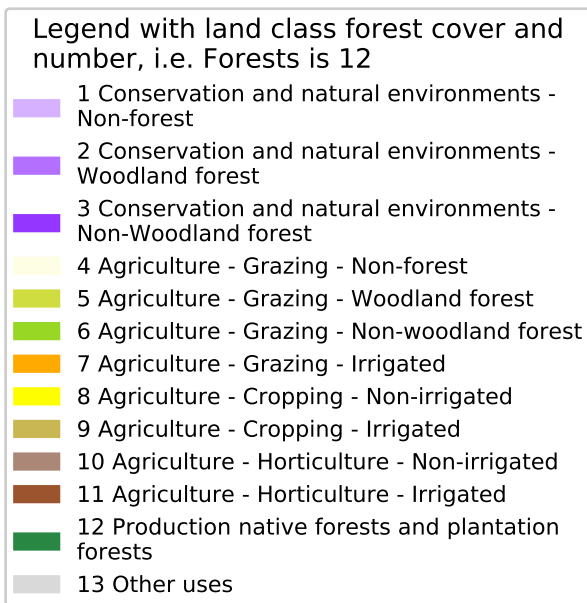 Legend with land class forest cover and
number, i.e. Forests is 12
1 Conservation and natural environments -
Non-forest
2 Conservation and natural environments -
Woodland forest
3 Conservation and natural environments -
Non-Woodland forest
4 Agriculture - Grazing - Non-forest
5 Agriculture - Grazing - Woodland forest
6 Agriculture - Grazing - Non-woodland forest
7 Agriculture - Grazing - Irrigated
8 Agriculture - Cropping - Non-irrigated
9 Agriculture - Cropping - Irrigated
10 Agriculture - Horticulture - Non-irrigated
11 Agriculture - Horticulture - Irrigated
12 Production native forests and plantation
forests
13 Other uses